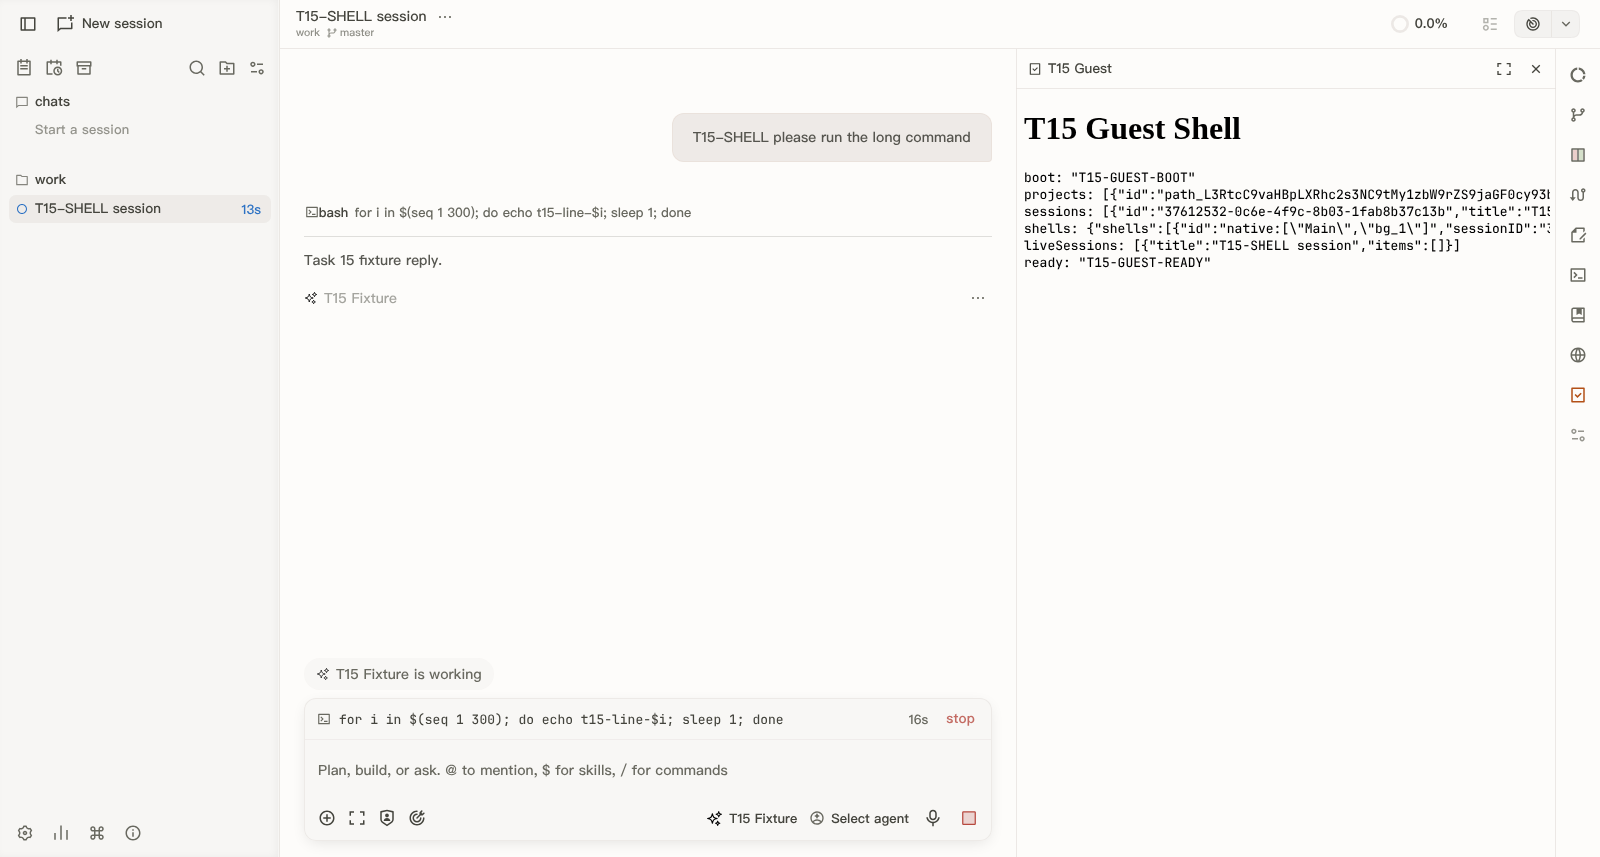 New session
chats
Start a session
work
T15-SHELL session
13s
T15-SHELL session
work master
0.0%
T15-SHELL please run the long command
bash for i in $(seq 1 300); do echo t15-line-$i; sleep 1; done
Task 15 fixture reply.
T15 Fixture
T15 Fixture is working
for i in $(seq 1 300); do echo t15-line-$i; sleep 1; done
16s
stop
Plan, build, or ask. @ to mention, $ for skills, / for commands
T15 Fixture
Select agent
T15 Guest
T15 Guest Shell
boot: "T15-GUEST-BOOT"
projects: [{"id":"path_L3RtcC9vaHBpLXRhc2s3NC9tMy1zbW9rZS9jaGF0cy93b
sessions: [{"id":"37612532-0c6e-4f9c-8b03-1fab8b37c13b","title":"T15
shells: {"shells":[{"id":"native:[\"Main\",\"bg_1\"]","sessionID":"3
liveSessions: [{"title":"T15-SHELL session","items":[]}]
ready: "T15-GUEST-READY"